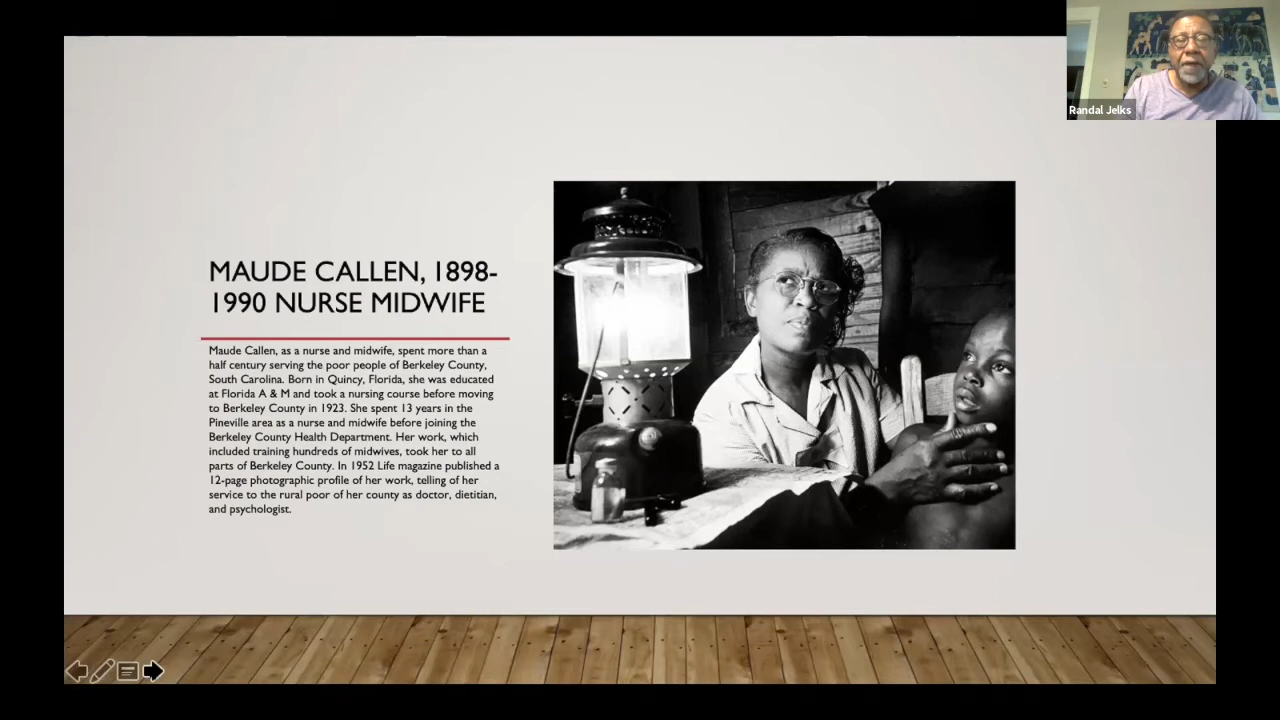 Randal Jelks
MAUDE CALLEN, 1898-
1990 NURSE MIDWIFE
Maude Callen, as a nurse and midwife, spent more than a
half century serving the poor people of Berkeley County,
South Carolina. Born in Quincy, Florida, she was educated
at Florida A & M and took a nursing course before moving
to Berkeley County in 1923. She spent 13 years in the
Pineville area as a nurse and midwife before joining the
Berkeley County Health Department. Her work, which
included training hundreds of midwives, took her to all
parts of Berkeley County. In 1952 Life magazine published a
12-page photographic profile of her work, telling of her
service to the rural poor of her county as doctor, dietitian,
and psychologist.